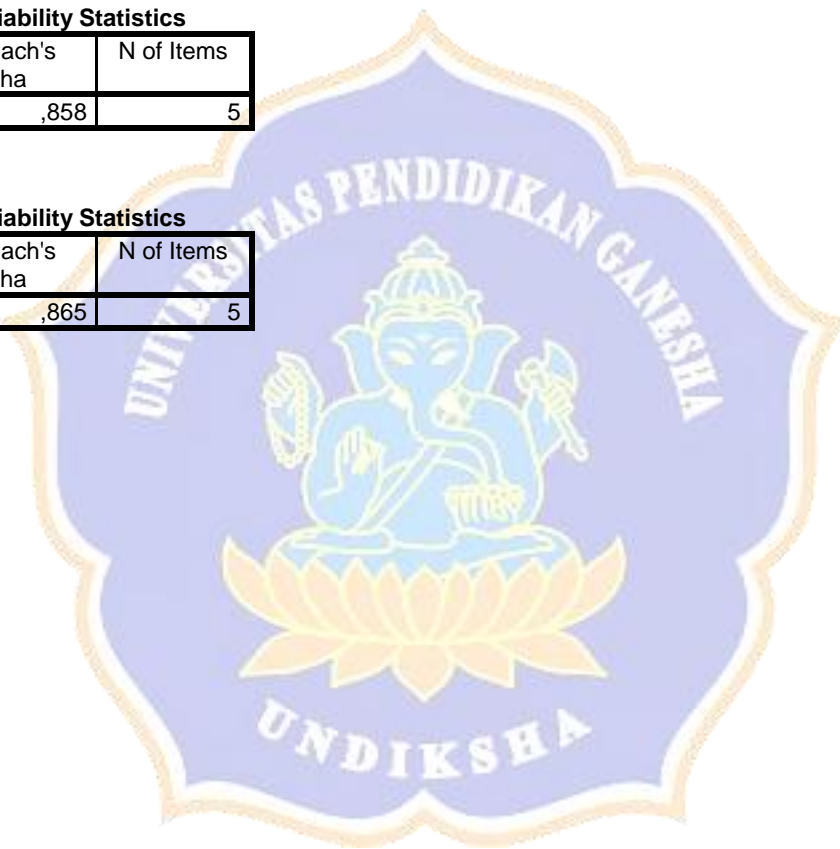 iability Statistics
ach's N of Items
ha
,858 5
iability Statistics
ach's N of Items
ha
,865 5
UNIVERSITAS PENDIDIKAN GANESHA
UNDIKSHA